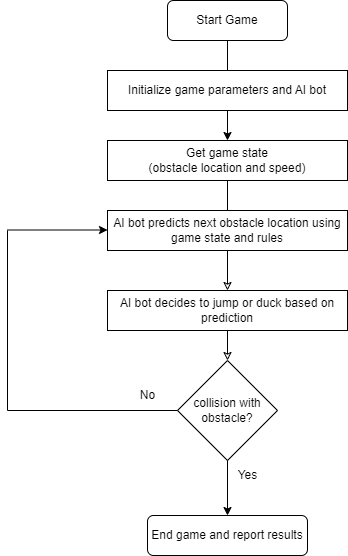 Start Game
Initialize game parameters and AI bot
Get game state
(obstacle location and speed)
AI bot predicts next obstacle location using
game state and rules
AI bot decides to jump or duck based on
prediction
No
collision with
obstacle?
Yes
End game and report results